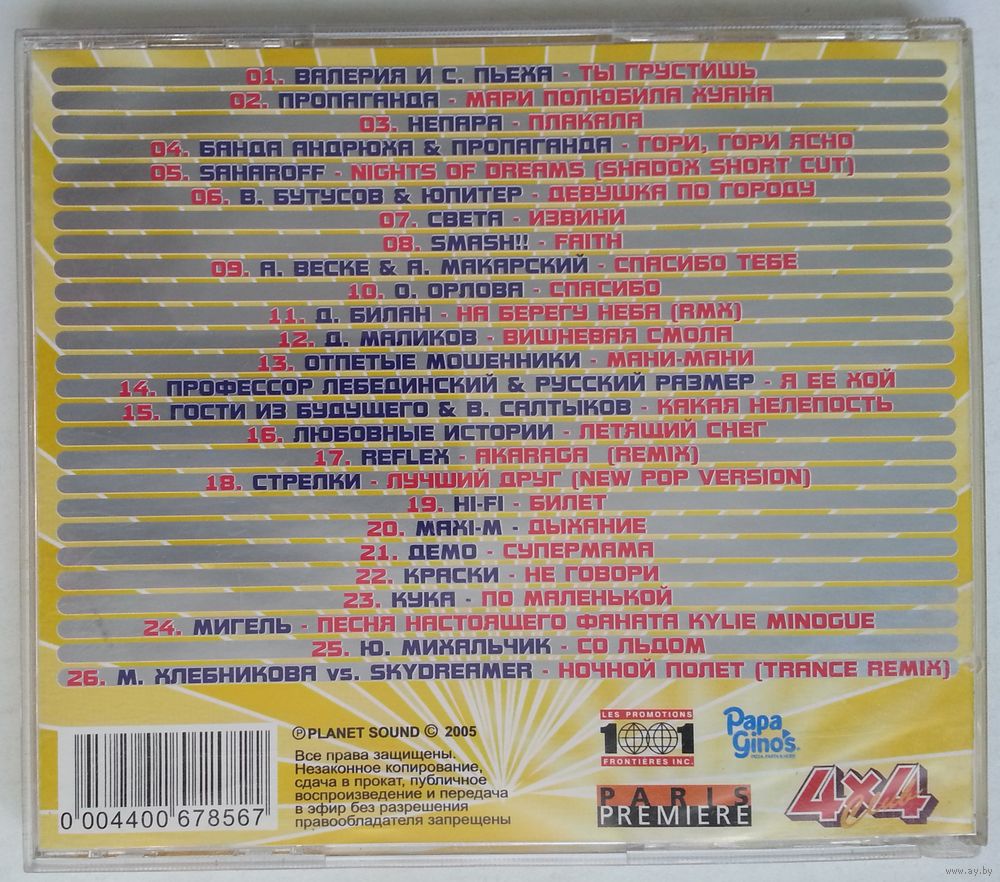 01. ВАЛЕРИЯ И С. ПЬЕХА - ТЫ ГРУСТИШЬ
02. ПРОПАГАНДА - МАРИ ПОЛЮБИЛА ХУАНА
03. НЕПАРА - ПЛАКАЛА
04. БАНДА АНДРЮХА & ПРОПАГАНДА - ГОРИ, ГОРИ ЯСНО
05. SAHAROFF - NIGHTS OF DREAMS (SHADOX SHORT CUT)
06. В. БУТУСОВ & ЮПИТЕР - ДЕВУШКА ПО ГОРОДУ
07. СВЕТА - ИЗВИНИ
08. SMASH!! - FAITH
09. А. ВЕСКЕ & А. МАКАРСКИЙ - СПАСИБО ТЕБЕ
10. О. ОРЛОВА - СПАСИБО
11. Д. БИЛАН - НА БЕРЕГУ НЕБА (RMX)
12. Д. МАЛИКОВ - ВИШНЕВАЯ СМОЛА
13. ОТПЕТЫЕ МОШЕННИКИ - МАНИ-МАНИ
14. ПРОФЕССОР ЛЕБЕДИНСКИЙ & РУССКИЙ РАЗМЕР - Я ЕЕ ХОЙ
15. ГОСТИ ИЗ БУДУЩЕГО & В. САЛТЫКОВ - КАКАЯ НЕЛЕПОСТЬ
16. ЛЮБОВНЫЕ ИСТОРИИ - ЛЕТЯЩИЙ СНЕГ
17. REFLEX - AKARAGA (REMIX)
18. СТРЕЛКИ - ЛУЧШИЙ ДРУГ (NEW POP VERSION)
19. HI-FI - БИЛЕТ
20. MAXI-M - ДЫХАНИЕ
21. ДЕМО - СУПЕРМАМА
22. КРАСКИ - НЕ ГОВОРИ
23. КУКА - ПО МАЛЕНЬКОЙ
24. МИГЕЛЬ - ПЕСНЯ НАСТОЯЩЕГО ФАНАТА KYLIE MINOGUE
25. Ю. МИХАЛЬЧИК - СО ЛЬДОМ
26. М. ХЛЕБНИКОВА vs. SKYDREAMER - НОЧНОЙ ПОЛЕТ (TRANCE REMIX)
0 004400 678567
℗ PLANET SOUND © 2005
Все права защищены.
Незаконное копирование,
сдача в прокат, публичное
воспроизведение и передача
в эфир без разрешения
правообладателя запрещены
LES PROMOTIONS
1001
FRONTIÈRES INC.
Papa
Gino's
PARIS
PREMIERE
4x4
Club
www.ay.by